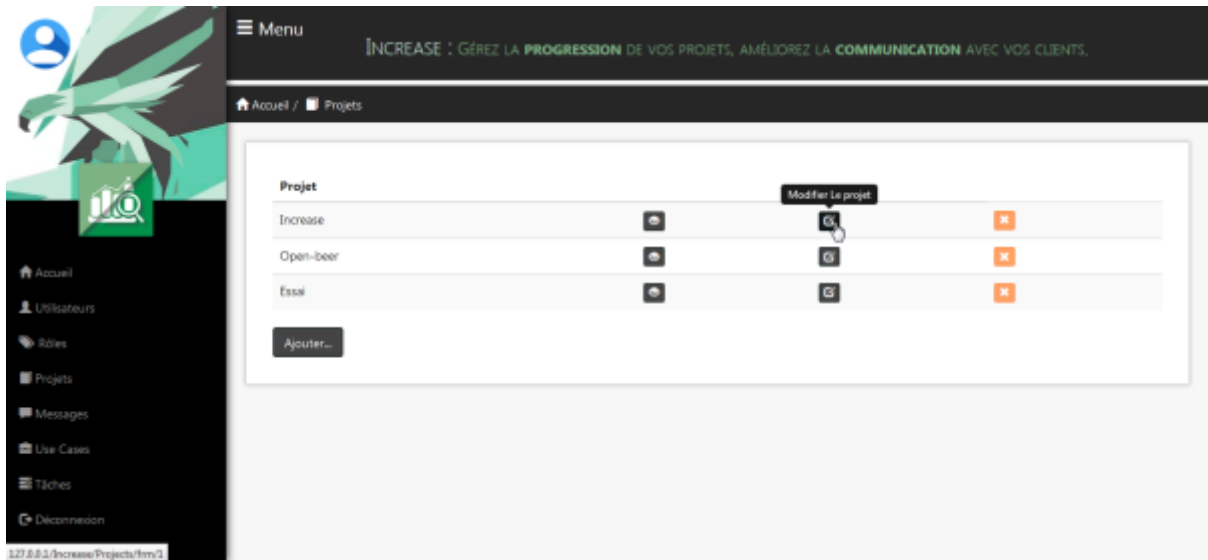 Menu
INCREASE : GÉREZ LA PROGRESSION DE VOS PROJETS, AMÉLIOREZ LA COMMUNICATION AVEC VOS CLIENTS.
Accueil / Projets
Projet
Modifier Le projet
Increase
Open-beer
Essai
Ajouter...
Accueil
Utilisateurs
Rôles
Projets
Messages
Use Cases
Tâches
Déconnexion
127.0.0.1/Increase/Projects/frm/1